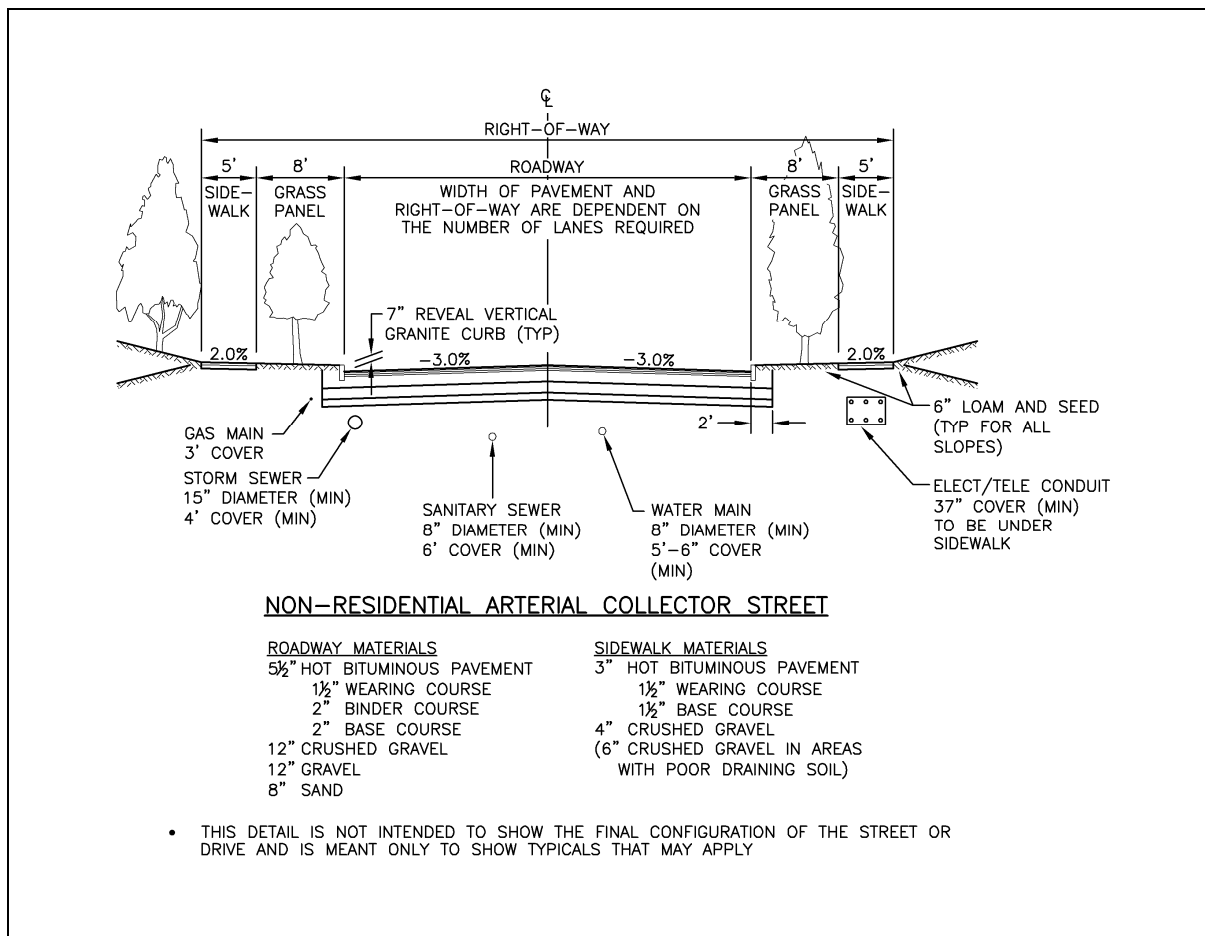 ℄
RIGHT-OF-WAY
5'
8'
ROADWAY
8'
5'
SIDE-
WALK
GRASS
PANEL
WIDTH OF PAVEMENT AND
RIGHT-OF-WAY ARE DEPENDENT ON
THE NUMBER OF LANES REQUIRED
GRASS
PANEL
SIDE-
WALK
7" REVEAL VERTICAL
GRANITE CURB (TYP)
2.0%
-3.0%
-3.0%
2.0%
GAS MAIN
3' COVER
STORM SEWER
15" DIAMETER (MIN)
4' COVER (MIN)
SANITARY SEWER
8" DIAMETER (MIN)
6' COVER (MIN)
WATER MAIN
8" DIAMETER (MIN)
5'-6" COVER
(MIN)
2'
6" LOAM AND SEED
(TYP FOR ALL
SLOPES)
ELECT/TELE CONDUIT
37" COVER (MIN)
TO BE UNDER
SIDEWALK
NON-RESIDENTIAL ARTERIAL COLLECTOR STREET
ROADWAY MATERIALS
5½" HOT BITUMINOUS PAVEMENT
1½" WEARING COURSE
2" BINDER COURSE
2" BASE COURSE
12" CRUSHED GRAVEL
12" GRAVEL
8" SAND
SIDEWALK MATERIALS
3" HOT BITUMINOUS PAVEMENT
1½" WEARING COURSE
1½" BASE COURSE
4" CRUSHED GRAVEL
(6" CRUSHED GRAVEL IN AREAS
WITH POOR DRAINING SOIL)
• THIS DETAIL IS NOT INTENDED TO SHOW THE FINAL CONFIGURATION OF THE STREET OR
DRIVE AND IS MEANT ONLY TO SHOW TYPICALS THAT MAY APPLY